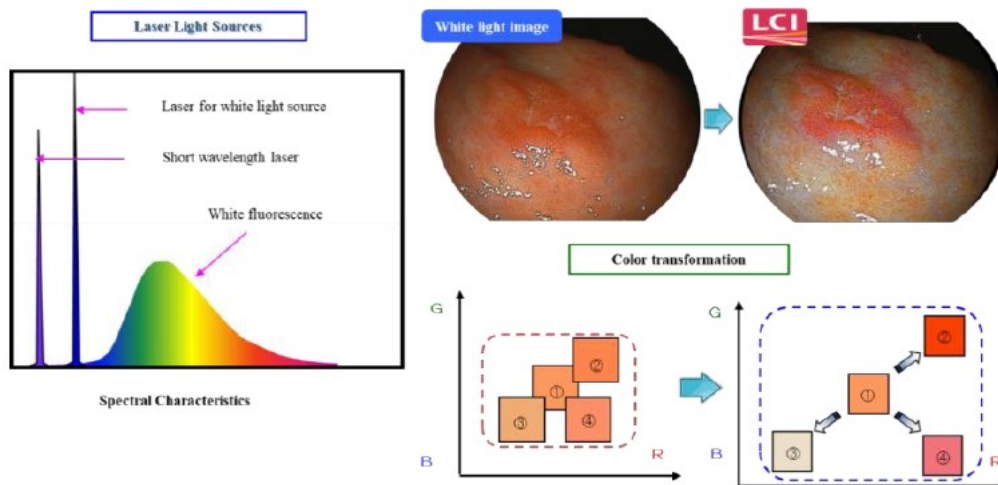 Laser Light Sources
Laser for white light source
Short wavelength laser
White fluorescence
Spectral Characteristics
White light image
LCI
Color transformation
G
②
①
③
④
B
R
G
②
①
③
④
B
R